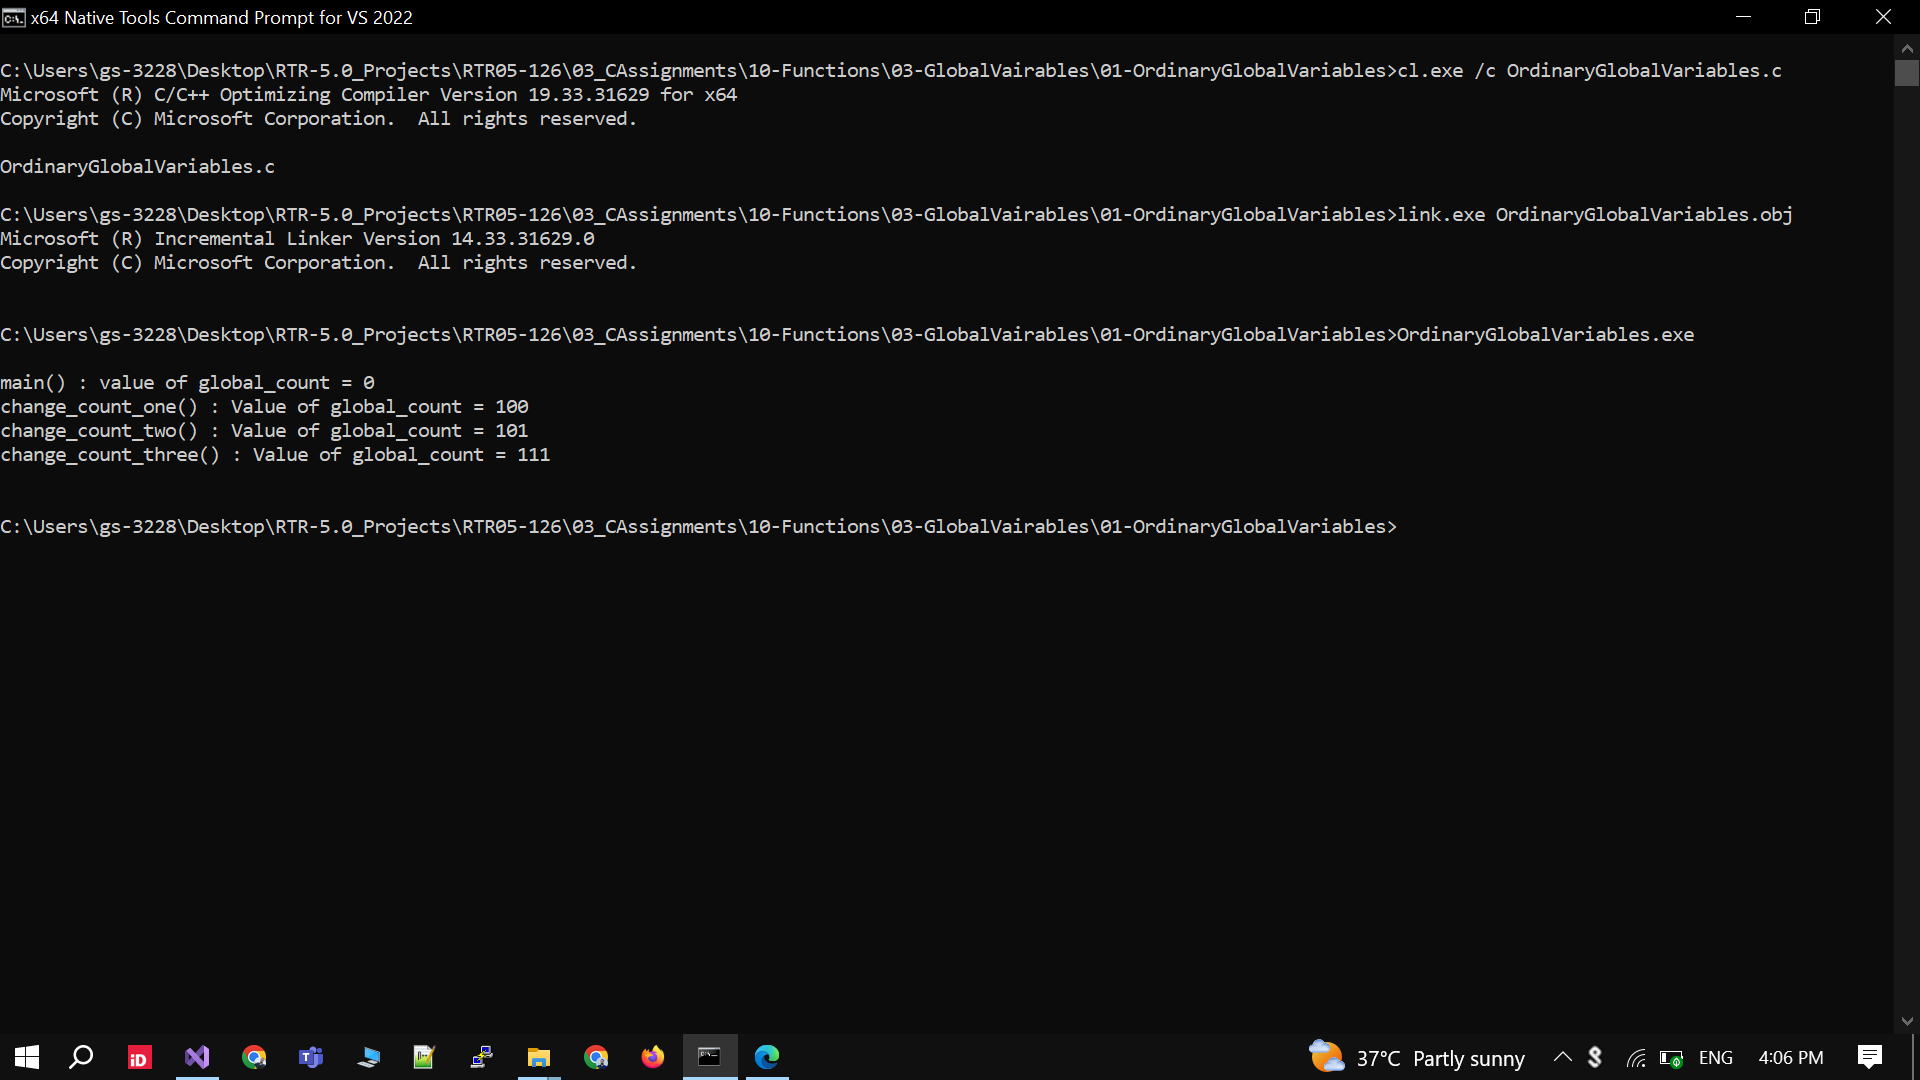 x64 Native Tools Command Prompt for VS 2022
C:\Users\gs-3228\Desktop\RTR-5.0_Projects\RTR05-126\03_CAssignments\10-Functions\03-GlobalVairables\01-OrdinaryGlobalVariables>cl.exe /c OrdinaryGlobalVariables.c
Microsoft (R) C/C++ Optimizing Compiler Version 19.33.31629 for x64
Copyright (C) Microsoft Corporation.  All rights reserved.
OrdinaryGlobalVariables.c
C:\Users\gs-3228\Desktop\RTR-5.0_Projects\RTR05-126\03_CAssignments\10-Functions\03-GlobalVairables\01-OrdinaryGlobalVariables>link.exe OrdinaryGlobalVariables.obj
Microsoft (R) Incremental Linker Version 14.33.31629.0
Copyright (C) Microsoft Corporation.  All rights reserved.
C:\Users\gs-3228\Desktop\RTR-5.0_Projects\RTR05-126\03_CAssignments\10-Functions\03-GlobalVairables\01-OrdinaryGlobalVariables>OrdinaryGlobalVariables.exe
main() : value of global_count = 0
change_count_one() : Value of global_count = 100
change_count_two() : Value of global_count = 101
change_count_three() : Value of global_count = 111
C:\Users\gs-3228\Desktop\RTR-5.0_Projects\RTR05-126\03_CAssignments\10-Functions\03-GlobalVairables\01-OrdinaryGlobalVariables>
iD
37°C Partly sunny
ENG
4:06 PM